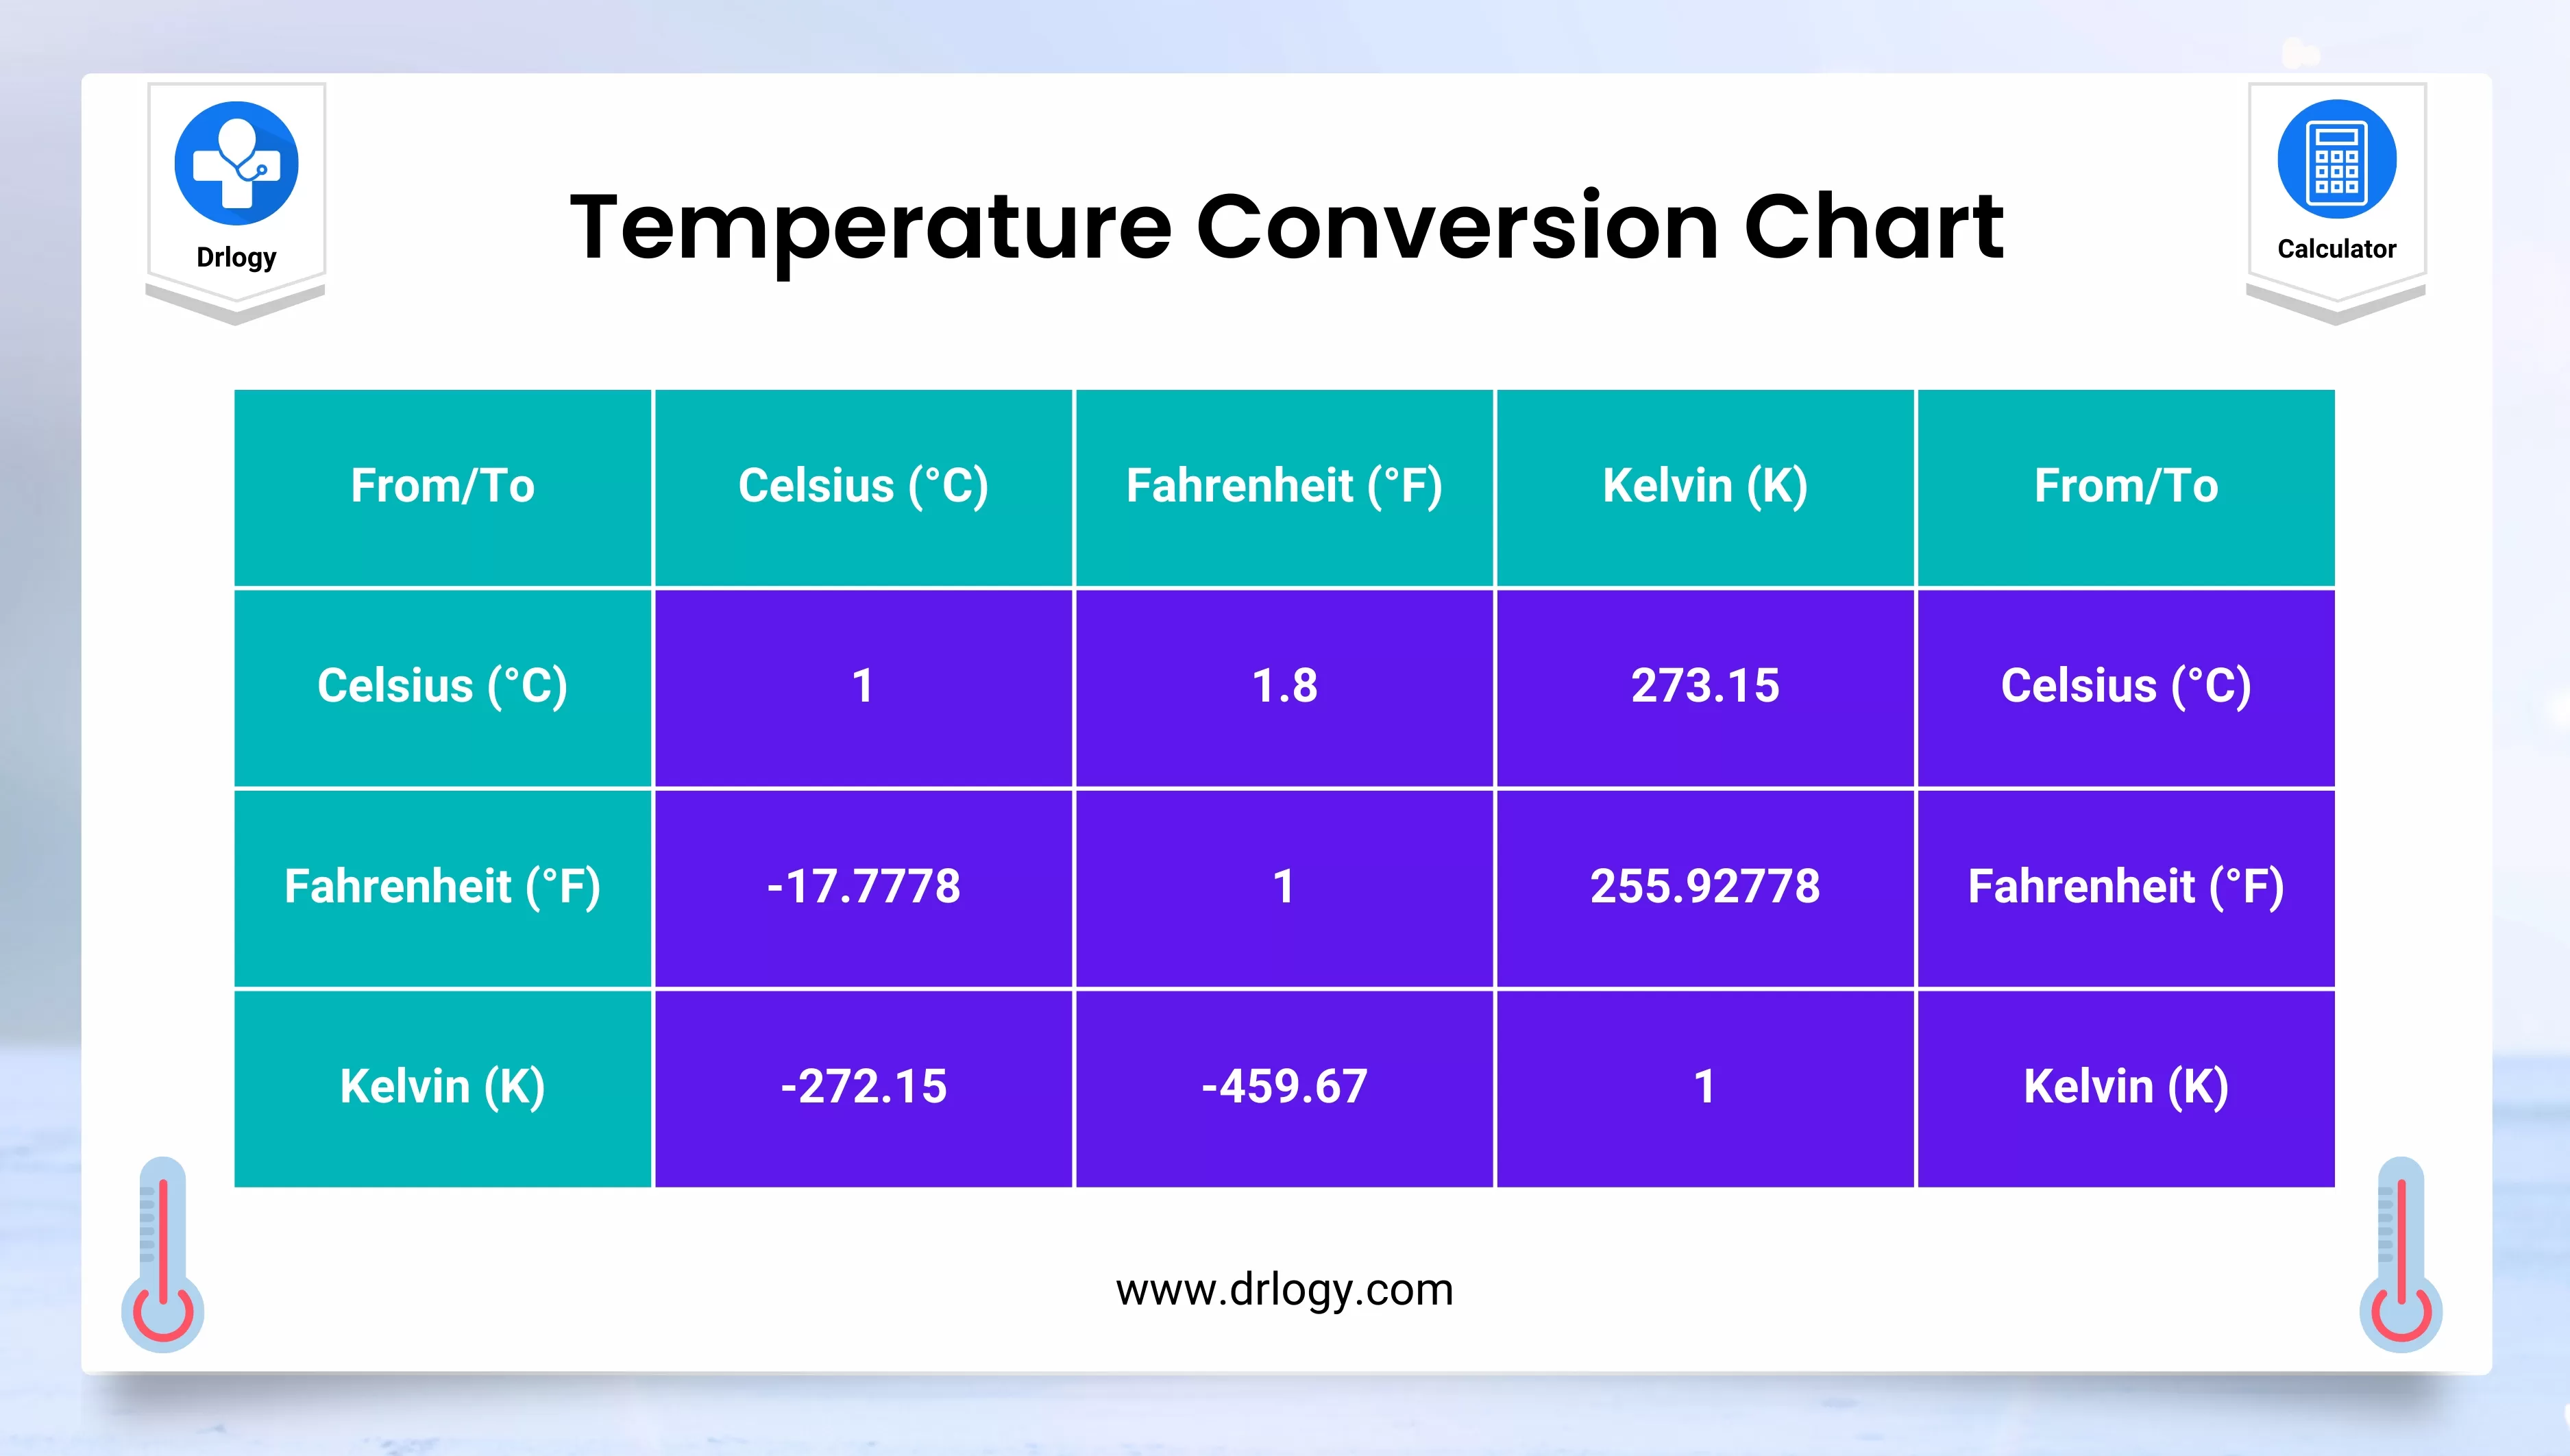 Drlogy
Calculator
Temperature Conversion Chart
From/To Celsius (°C) Fahrenheit (°F) Kelvin (K) From/To
Celsius (°C) 1 1.8 273.15 Celsius (°C)
Fahrenheit (°F) -17.7778 1 255.92778 Fahrenheit (°F)
Kelvin (K) -272.15 -459.67 1 Kelvin (K)
www.drlogy.com